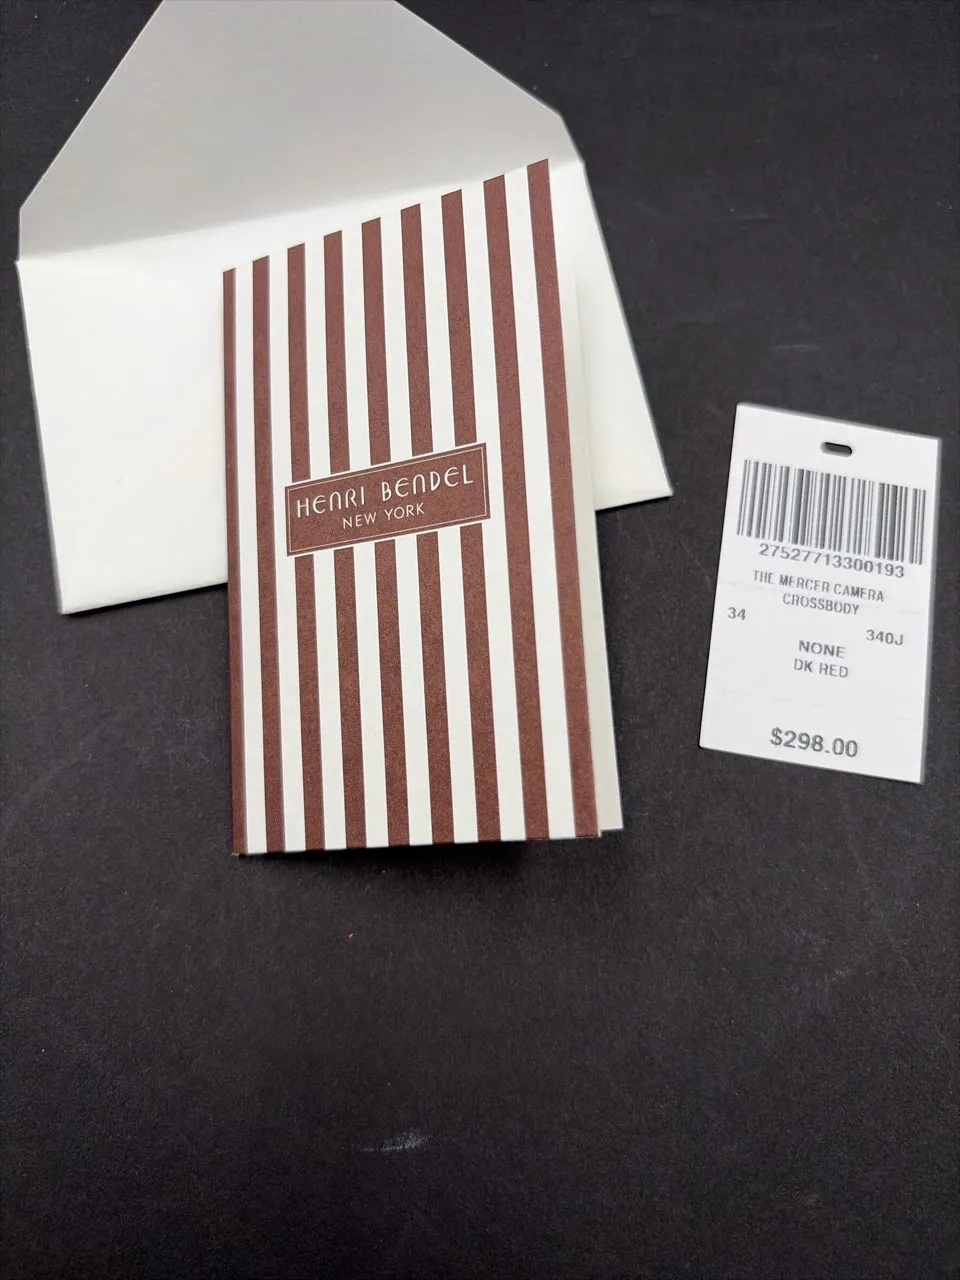 HENRI BENDEL
NEW YORK
27527713300193
THE MERCER CAMERA
CROSSBODY
34
340J
NONE
DK RED
$298.00